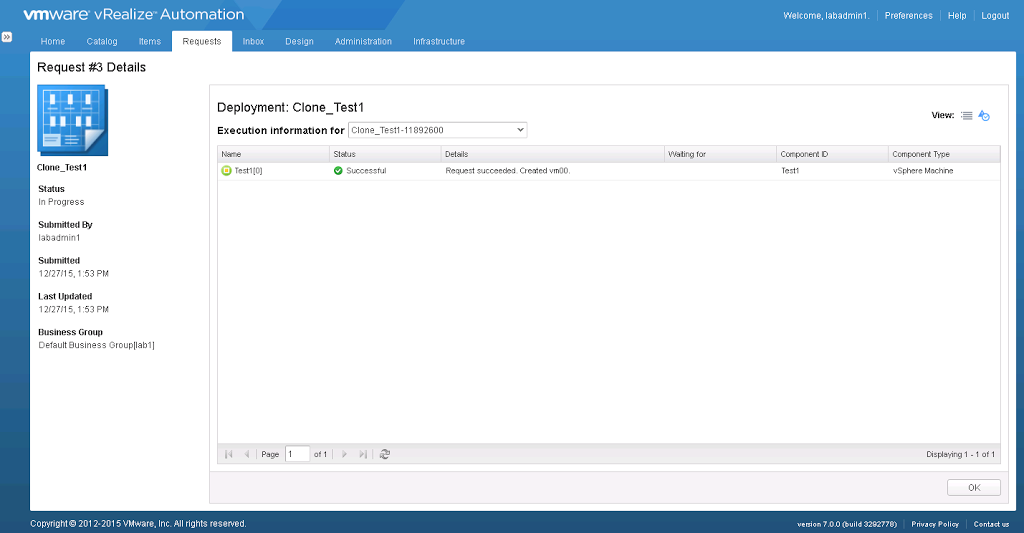 vmware® vRealize™ Automation
Welcome, labadmin1. Preferences Help Logout
Home Catalog Items Requests Inbox Design Administration Infrastructure
Request #3 Details
Clone_Test1
Status
In Progress
Submitted By
labadmin1
Submitted
12/27/15, 1:53 PM
Last Updated
12/27/15, 1:53 PM
Business Group
Default Business Group[lab1]
Deployment: Clone_Test1
View:
Execution information for Clone_Test1-11892600
Name Status Details Waiting for Component ID Component Type
Test1[0] Successful Request succeeded. Created vm00. Test1 vSphere Machine
Page 1 of 1 Displaying 1 - 1 of 1
OK
Copyright © 2012-2015 VMware, Inc. All rights reserved. version 7.0.0 (build 3292778) Privacy Policy Contact us